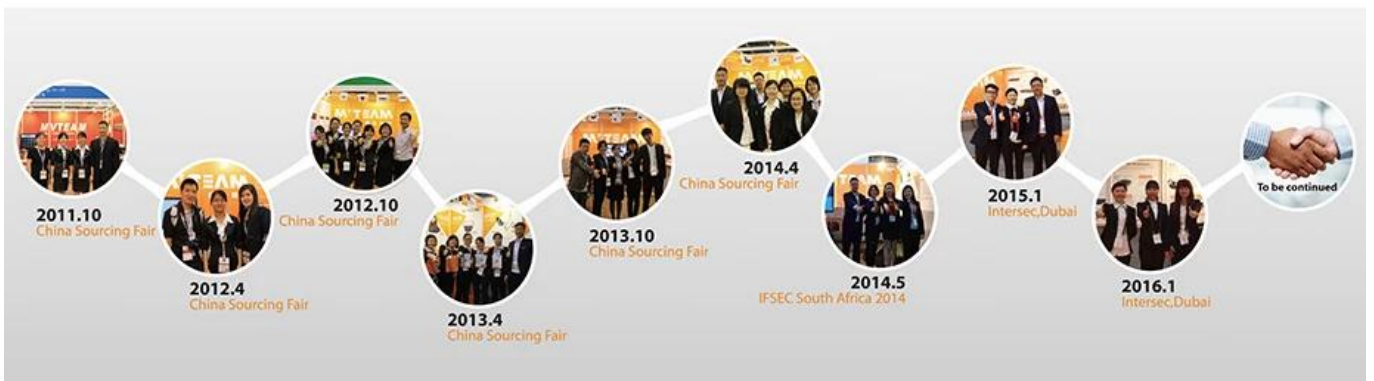 MVTEAM
2011.10
China Sourcing Fair
2012.4
China Sourcing Fair
MVTEAM
2012.10
China Sourcing Fair
2013.4
China Sourcing Fair
2013.10
China Sourcing Fair
2014.4
China Sourcing Fair
2014.5
IFSEC South Africa 2014
2015.1
Intersec,Dubai
2016.1
Intersec,Dubai
To be continued